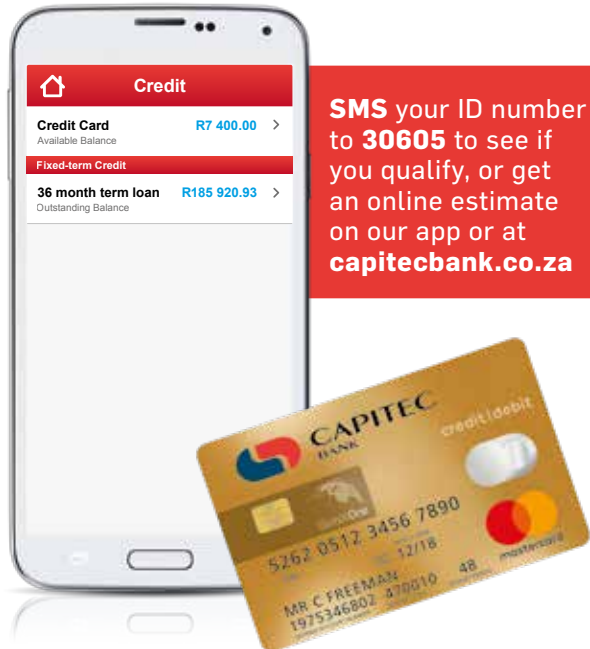 Credit
Credit Card R7 400.00
Available Balance
Fixed-term Credit
36 month term loan R185 920.93
Outstanding Balance
SMS your ID number
to 30605 to see if
you qualify, or get
an online estimate
on our app or at
capitecbank.co.za
CAPITEC
BANK
credit|debit
5262 0512 3456 7890
12/18
MR C FREEMAN
1975346802 470010 48
mastercard